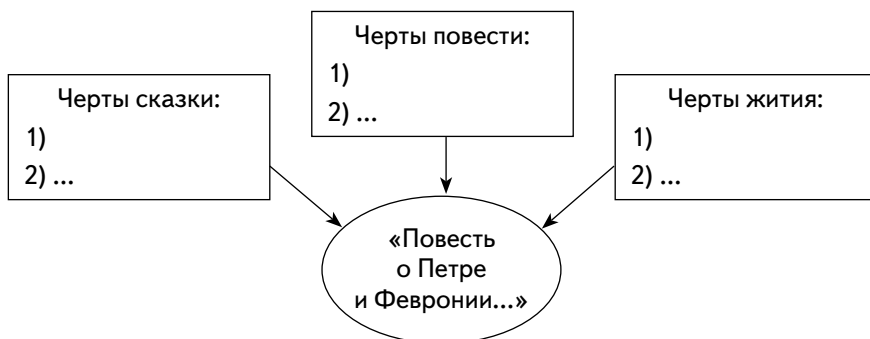 Черты повести:
1)
2) ...
Черты сказки:
1)
2) ...
Черты жития:
1)
2) ...
«Повесть
о Петре
и Февронии...»